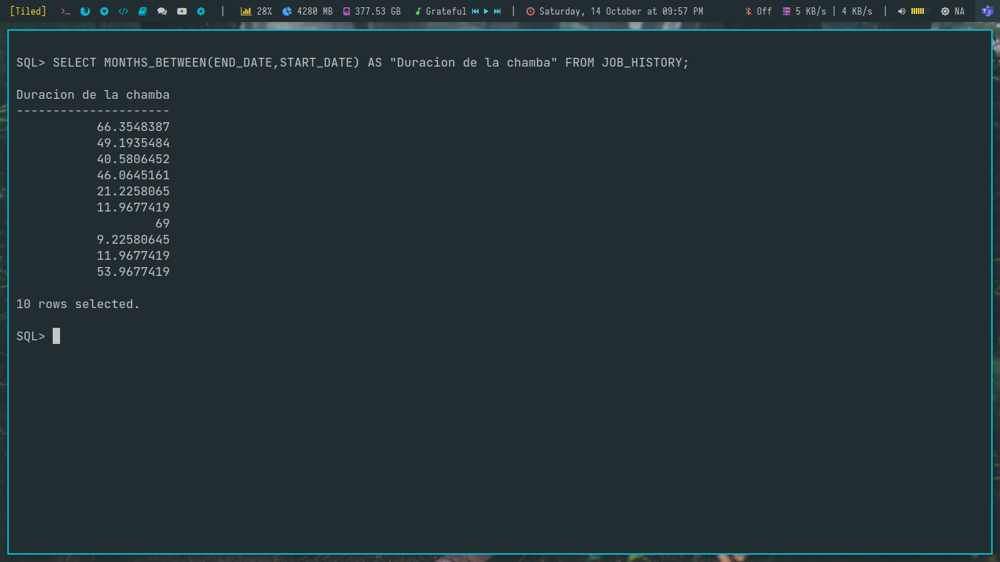 [Tiled] 28% 4280 MB 377.53 GB Grateful | Saturday, 14 October at 09:57 PM Off 5 KB/s | 4 KB/s | NA
SQL> SELECT MONTHS_BETWEEN(END_DATE,START_DATE) AS "Duracion de la chamba" FROM JOB_HISTORY;
Duracion de la chamba
---------------------
66.3548387
49.1935484
40.5806452
46.0645161
21.2258065
11.9677419
69
9.22580645
11.9677419
53.9677419
10 rows selected.
SQL>